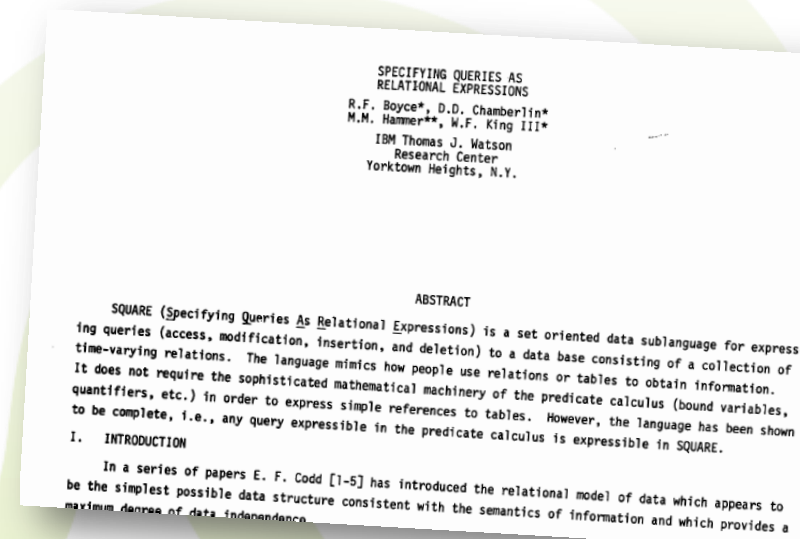 SPECIFYING QUERIES AS
RELATIONAL EXPRESSIONS
R.F. Boyce*, D.D. Chamberlin*
M.M. Hammer**, W.F. King III*
IBM Thomas J. Watson
Research Center
Yorktown Heights, N.Y.
ABSTRACT
SQUARE (Specifying Queries As Relational Expressions) is a set oriented data sublanguage for express
ing queries (access, modification, insertion, and deletion) to a data base consisting of a collection of
time-varying relations. The language mimics how people use relations or tables to obtain information.
It does not require the sophisticated mathematical machinery of the predicate calculus (bound variables,
quantifiers, etc.) in order to express simple references to tables. However, the language has been shown
to be complete, i.e., any query expressible in the predicate calculus is expressible in SQUARE.
I. INTRODUCTION
In a series of papers E. F. Codd [1-5] has introduced the relational model of data which appears to
be the simplest possible data structure consistent with the semantics of information and which provides a
maximum degree of data independence